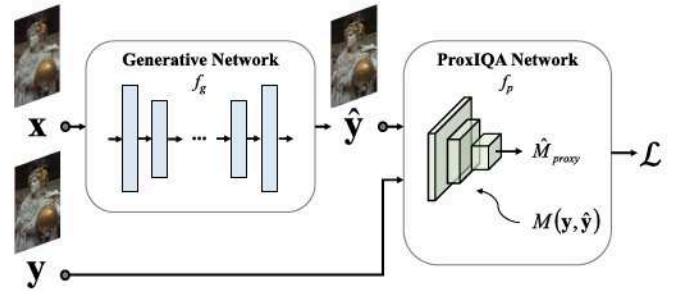 Generative Network
f_g
x
...
ŷ
ProxIQA Network
f_p
M̂_proxy
M(y,ŷ)
ℒ
y